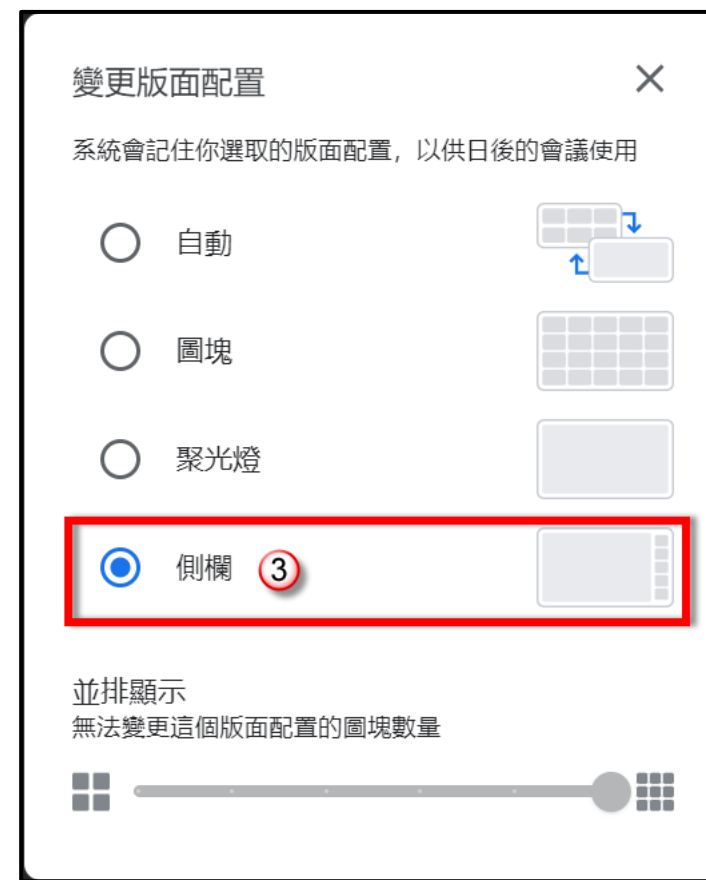 變更版面配置
系統會記住你選取的版面配置，以供日後的會議使用
自動
圖塊
聚光燈
側欄 3
並排顯示
無法變更這個版面配置的圖塊數量